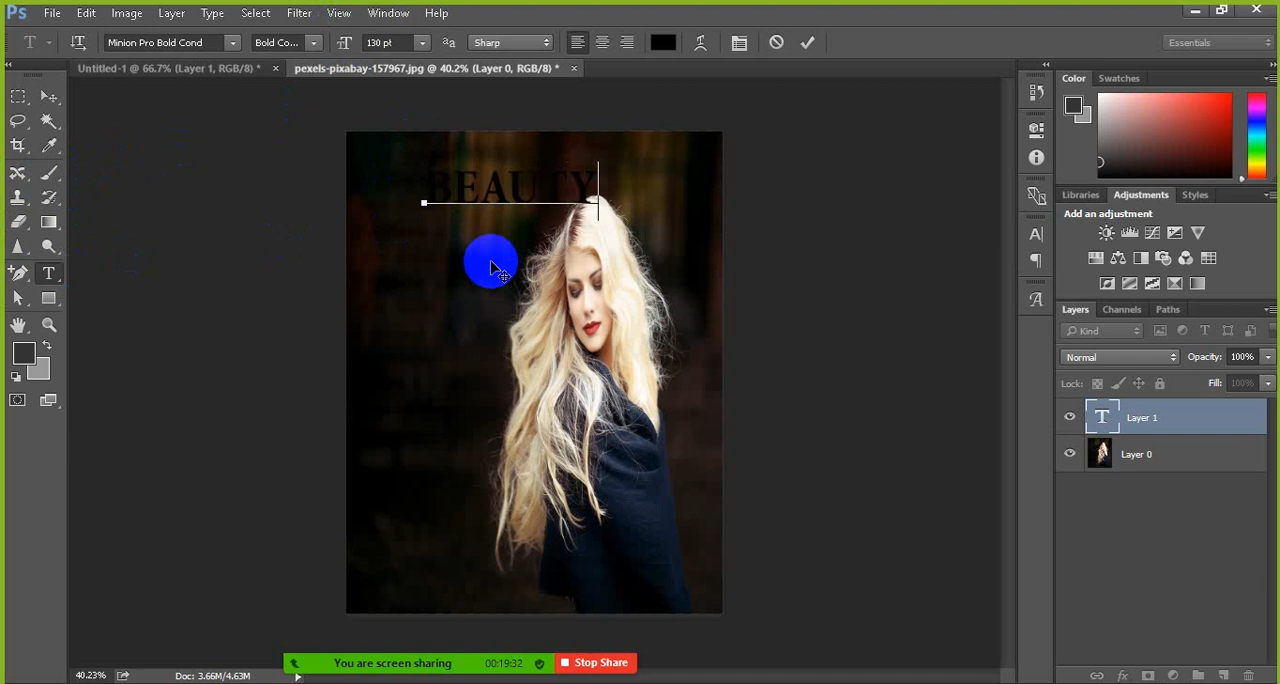 Ps File Edit Image Layer Type Select Filter View Window Help
T Minion Pro Bold Cond Bold Co... 130 pt Sharp Essentials
Untitled-1 @ 66.7% (Layer 1, RGB/8) * × pexels-pixabay-157967.jpg @ 40.2% (Layer 0, RGB/8) * ×
Color Swatches
BEAUTY
Libraries Adjustments Styles
Add an adjustment
Layers Channels Paths
Kind
Normal Opacity: 100%
Lock: Fill: 100%
T Layer 1
Layer 0
You are screen sharing 00:19:32 Stop Share
40.23% Doc: 3.66M/4.63M